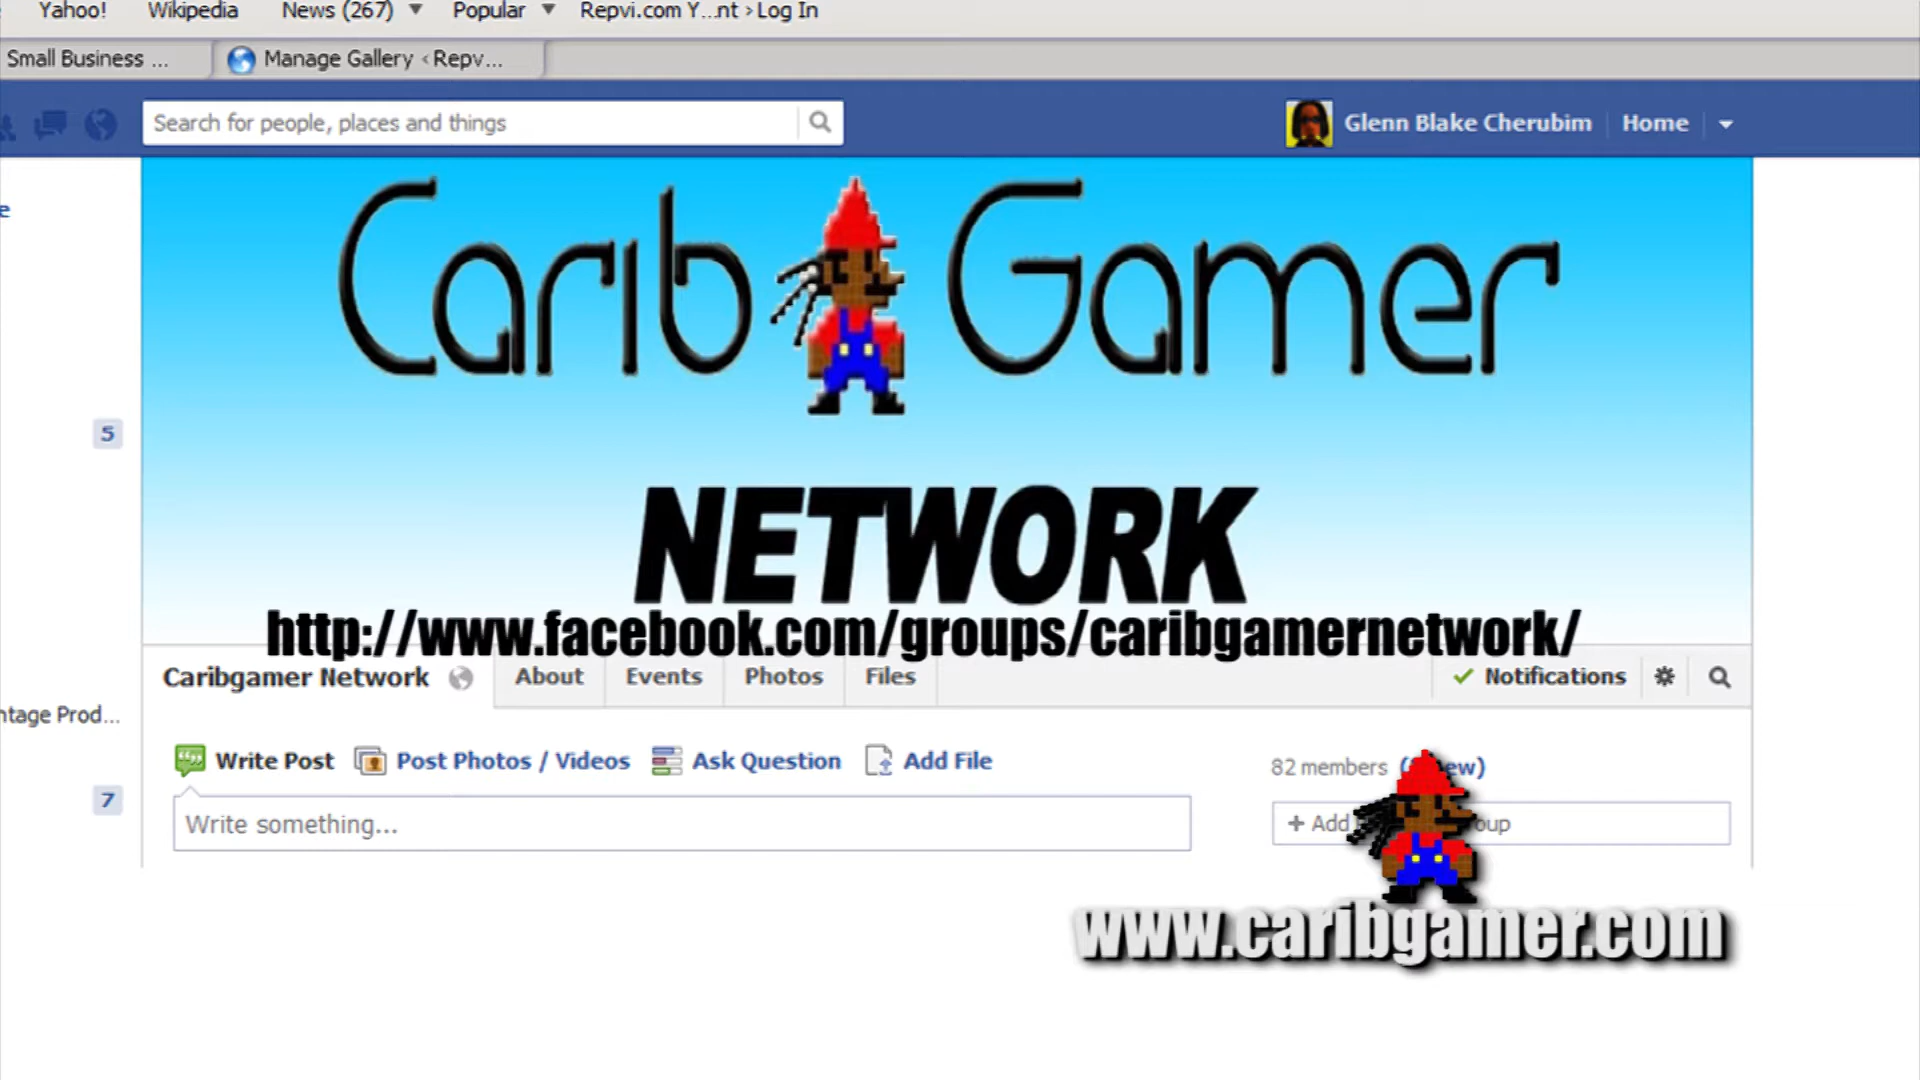 Yahoo! Wikipedia News (267) Popular Repvi.com Y...nt › Log In
Small Business ... Manage Gallery ‹ Repv...
Search for people, places and things Glenn Blake Cherubim Home
Carib Gamer
5
NETWORK
http://www.facebook.com/groups/caribgamernetwork/
Caribgamer Network About Events Photos Files Notifications
ntage Prod...
Write Post Post Photos / Videos Ask Question Add File
82 members
7
Write something... + Add
www.caribgamer.com